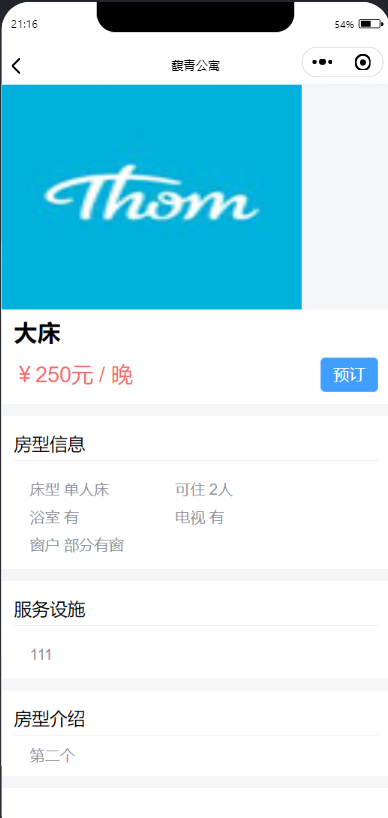 21:16
54%
馥青公寓
Thom
大床
￥250元 / 晚
预订
房型信息
床型 单人床 可住 2人
浴室 有 电视 有
窗户 部分有窗
服务设施
111
房型介绍
第二个